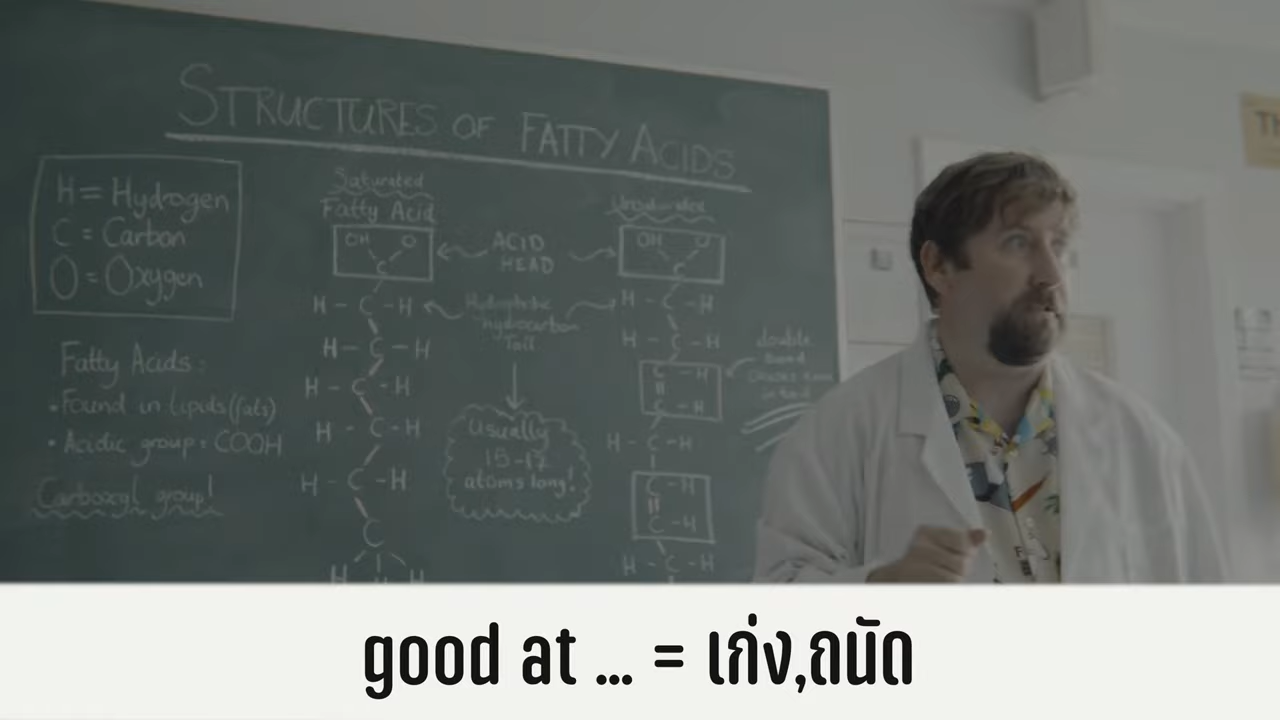 STRUCTURES OF FATTY ACIDS
H = Hydrogen
C = Carbon
O = Oxygen
Fatty Acids:
• Found in lipids (fats)
• Acidic group: COOH
Carboxyl group!
Saturated
Fatty Acid
OH O
C
H - C - H
H - C - H
H - C - H
H - C - H
H - C - H
C
H H
ACID
HEAD
hydrocarbon
Tail
Usually
atoms long!
OH O
C
H - C - H
H - C - H
C - H
C - H
H - C - H
C - H
C - H
H - C - H
double
bond
Th
good at ... = เก่ง,ถนัด